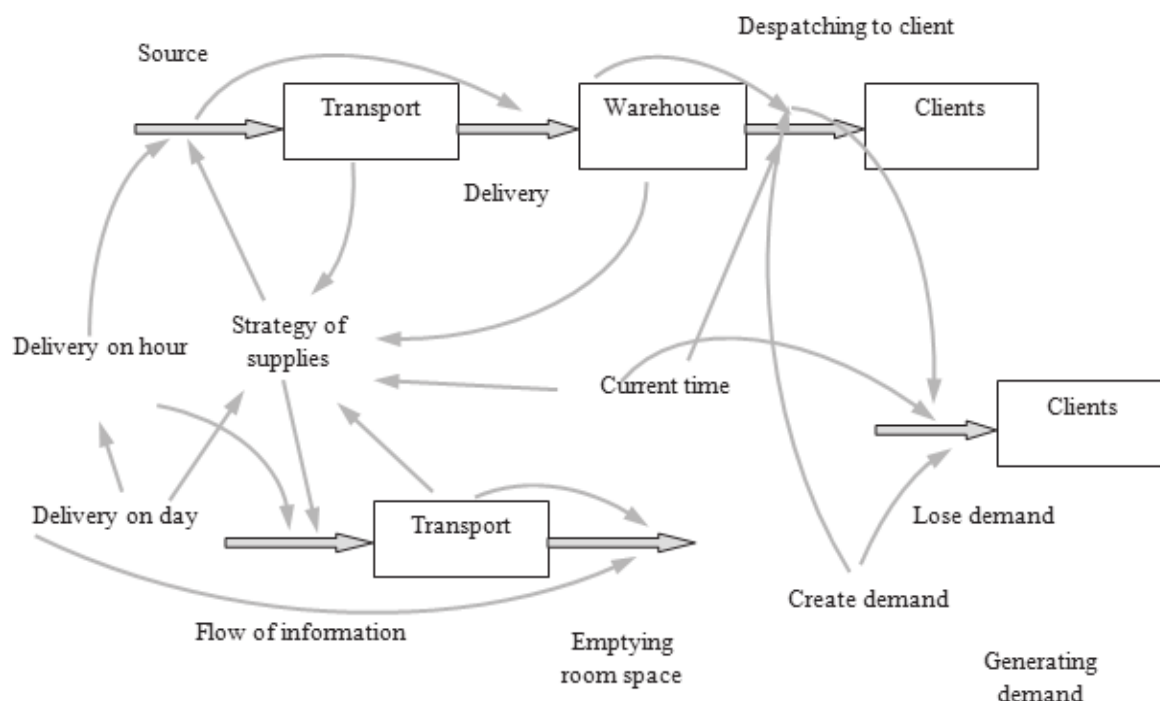 Despatching to client
Source
Transport
Warehouse
Clients
Delivery
Strategy of
supplies
Delivery on hour
Current time
Clients
Delivery on day
Transport
Lose demand
Create demand
Flow of information
Emptying
room space
Generating
demand